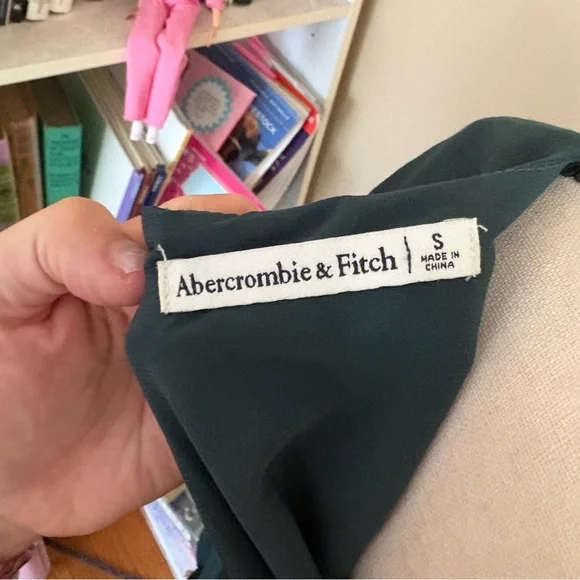 Abercrombie & Fitch
S
MADE IN
CHINA